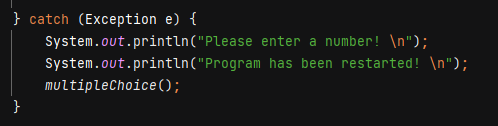 } catch (Exception e) {
    System.out.println("Please enter a number! \n");
    System.out.println("Program has been restarted! \n");
    multipleChoice();
}